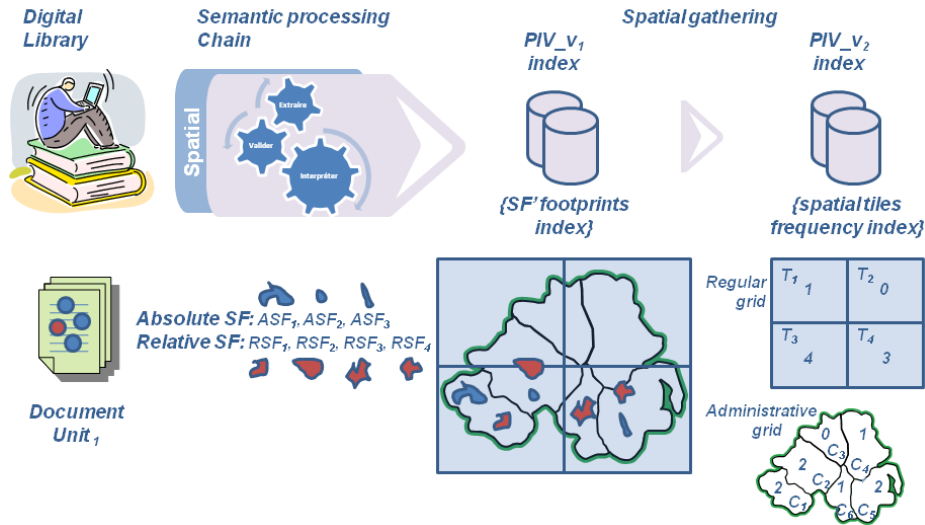 Digital
Library
Semantic processing
Chain
Spatial gathering
PIV_v1
index
PIV_v2
index
Spatial
Extraire
Valider
Interpréter
{SF' footprints
index}
{spatial tiles
frequency index}
Document
Unit 1
Absolute SF: ASF1, ASF2, ASF3
Relative SF: RSF1, RSF2, RSF3, RSF4
Regular
grid
T1 1
T2 0
T3 4
T4 3
Administrative
grid
0 C3
1 C4
2 C2
2 C1
1 C6
2 C5